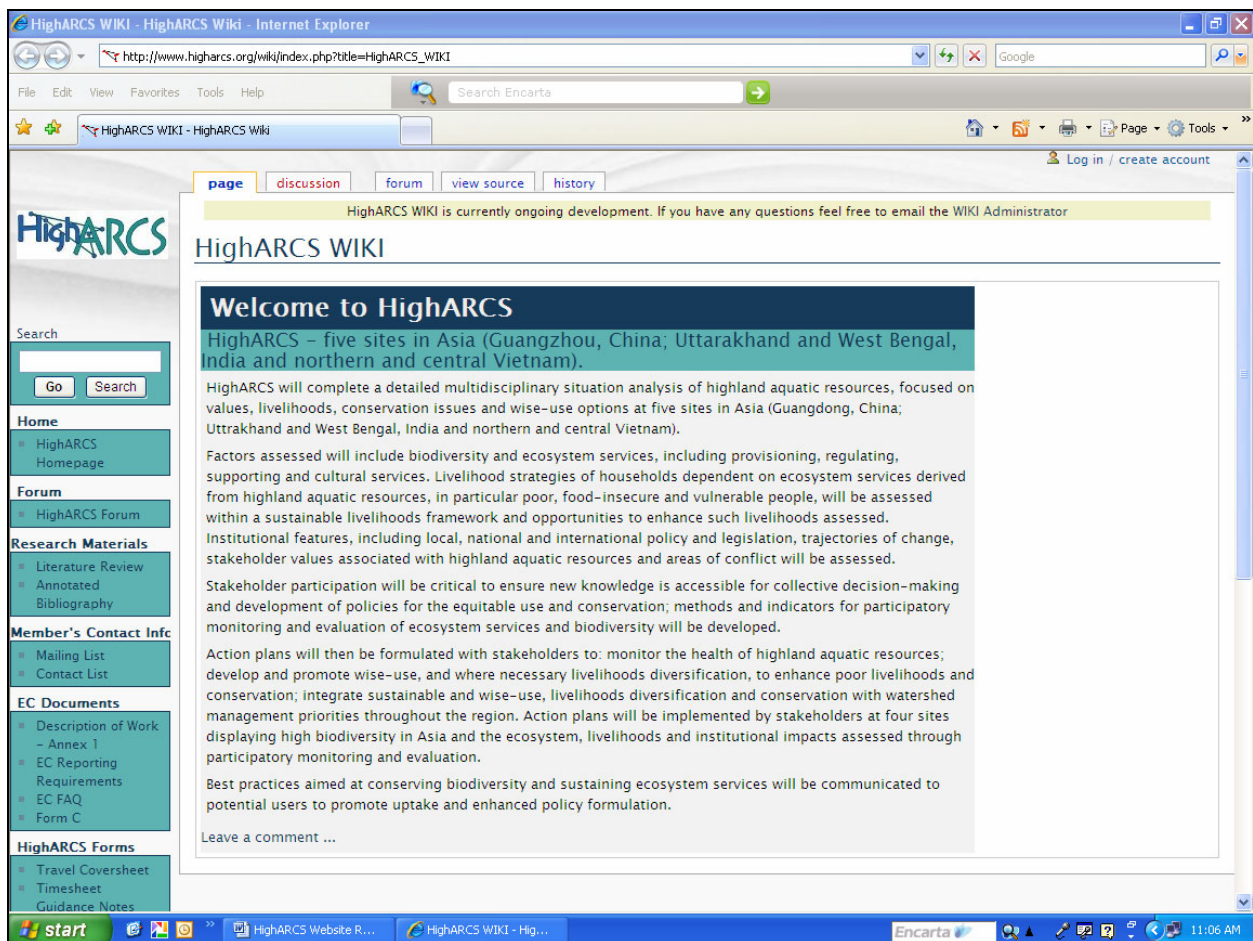 HighARCS WIKI - HighARCS Wiki - Internet Explorer
http://www.higharcs.org/wiki/index.php?title=HighARCS_WIKI
Google
File Edit View Favorites Tools Help
Search Encarta
HighARCS WIKI - HighARCS Wiki
Page Tools
Log in / create account
page discussion forum view source history
HighARCS WIKI is currently ongoing development. If you have any questions feel free to email the WIKI Administrator
HighARCS
HighARCS WIKI
Welcome to HighARCS
HighARCS – five sites in Asia (Guangzhou, China; Uttarakhand and West Bengal,
India and northern and central Vietnam).
HighARCS will complete a detailed multidisciplinary situation analysis of highland aquatic resources, focused on
values, livelihoods, conservation issues and wise-use options at five sites in Asia (Guangdong, China;
Uttrakhand and West Bengal, India and northern and central Vietnam).
Factors assessed will include biodiversity and ecosystem services, including provisioning, regulating,
supporting and cultural services. Livelihood strategies of households dependent on ecosystem services derived
from highland aquatic resources, in particular poor, food-insecure and vulnerable people, will be assessed
within a sustainable livelihoods framework and opportunities to enhance such livelihoods assessed.
Institutional features, including local, national and international policy and legislation, trajectories of change,
stakeholder values associated with highland aquatic resources and areas of conflict will be assessed.
Stakeholder participation will be critical to ensure new knowledge is accessible for collective decision-making
and development of policies for the equitable use and conservation; methods and indicators for participatory
monitoring and evaluation of ecosystem services and biodiversity will be developed.
Action plans will then be formulated with stakeholders to: monitor the health of highland aquatic resources;
develop and promote wise-use, and where necessary livelihoods diversification, to enhance poor livelihoods and
conservation; integrate sustainable and wise-use, livelihoods diversification and conservation with watershed
management priorities throughout the region. Action plans will be implemented by stakeholders at four sites
displaying high biodiversity in Asia and the ecosystem, livelihoods and institutional impacts assessed through
participatory monitoring and evaluation.
Best practices aimed at conserving biodiversity and sustaining ecosystem services will be communicated to
potential users to promote uptake and enhanced policy formulation.
Leave a comment ...
Search
Go Search
Home
HighARCS
Homepage
Forum
HighARCS Forum
Research Materials
Literature Review
Annotated
Bibliography
Member's Contact Info
Mailing List
Contact List
EC Documents
Description of Work
– Annex 1
EC Reporting
Requirements
EC FAQ
Form C
HighARCS Forms
Travel Coversheet
Timesheet
Guidance Notes
start
HighARCS Website R...
HighARCS WIKI - Hig...
Encarta
11:06 AM